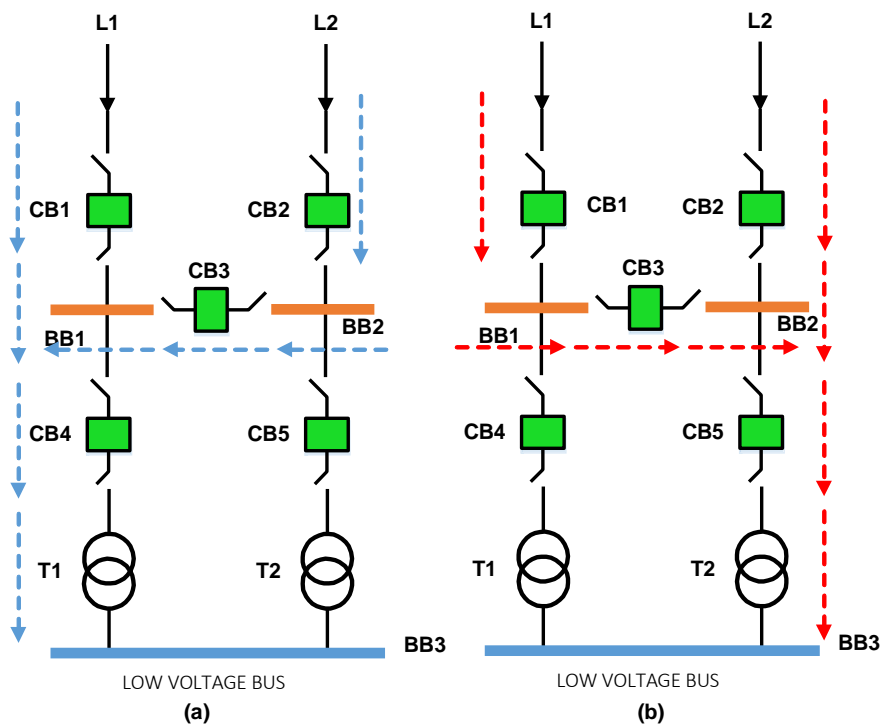 L1 L2
CB1 CB2
CB3
BB1 BB2
CB4 CB5
T1 T2
BB3
LOW VOLTAGE BUS
(a)
L1 L2
CB1 CB2
CB3
BB1 BB2
CB4 CB5
T1 T2
BB3
LOW VOLTAGE BUS
(b)